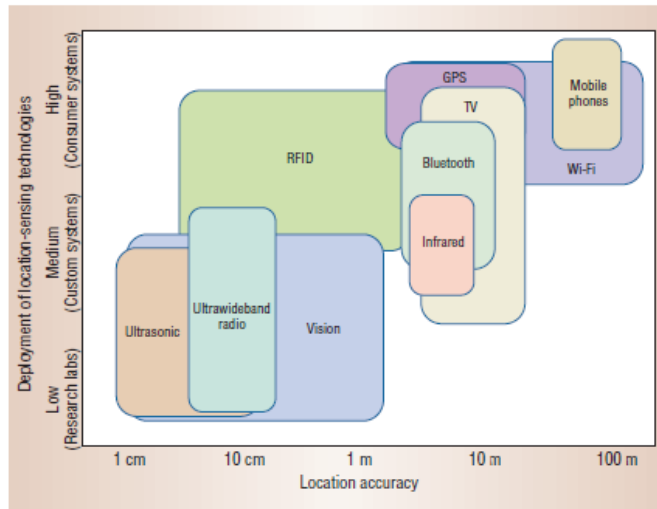 Deployment of location-sensing technologies
High
(Consumer systems)
Medium
(Custom systems)
Low
(Research labs)
GPS
Mobile
phones
TV
RFID
Bluetooth
Wi-Fi
Infrared
Ultrasonic
Ultrawideband
radio
Vision
1 cm
10 cm
1 m
10 m
100 m
Location accuracy